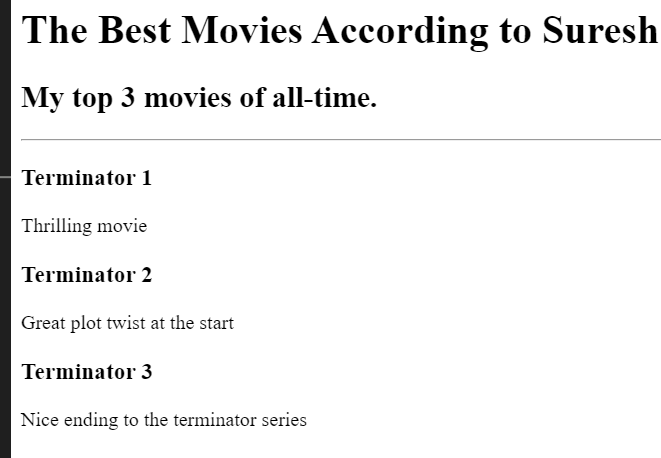 The Best Movies According to Suresh
My top 3 movies of all-time.
Terminator 1
Thrilling movie
Terminator 2
Great plot twist at the start
Terminator 3
Nice ending to the terminator series